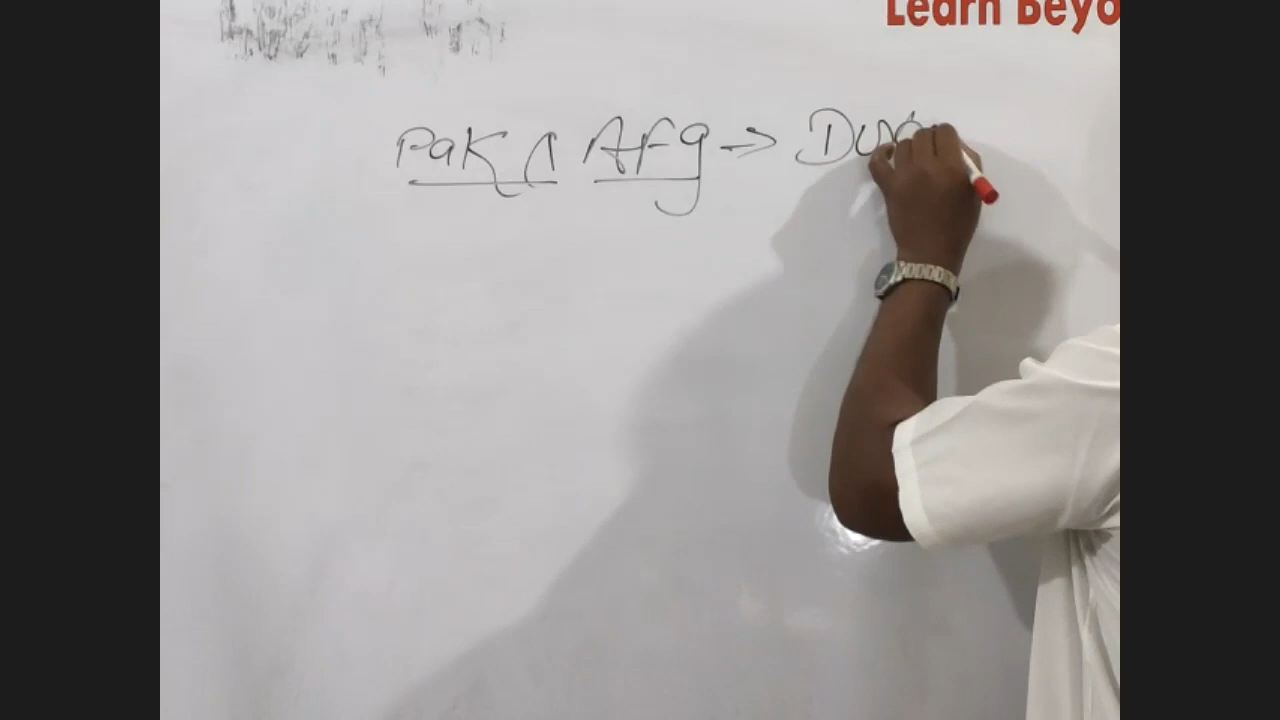 Learn Beyo
Pak ∧ Afg → Du